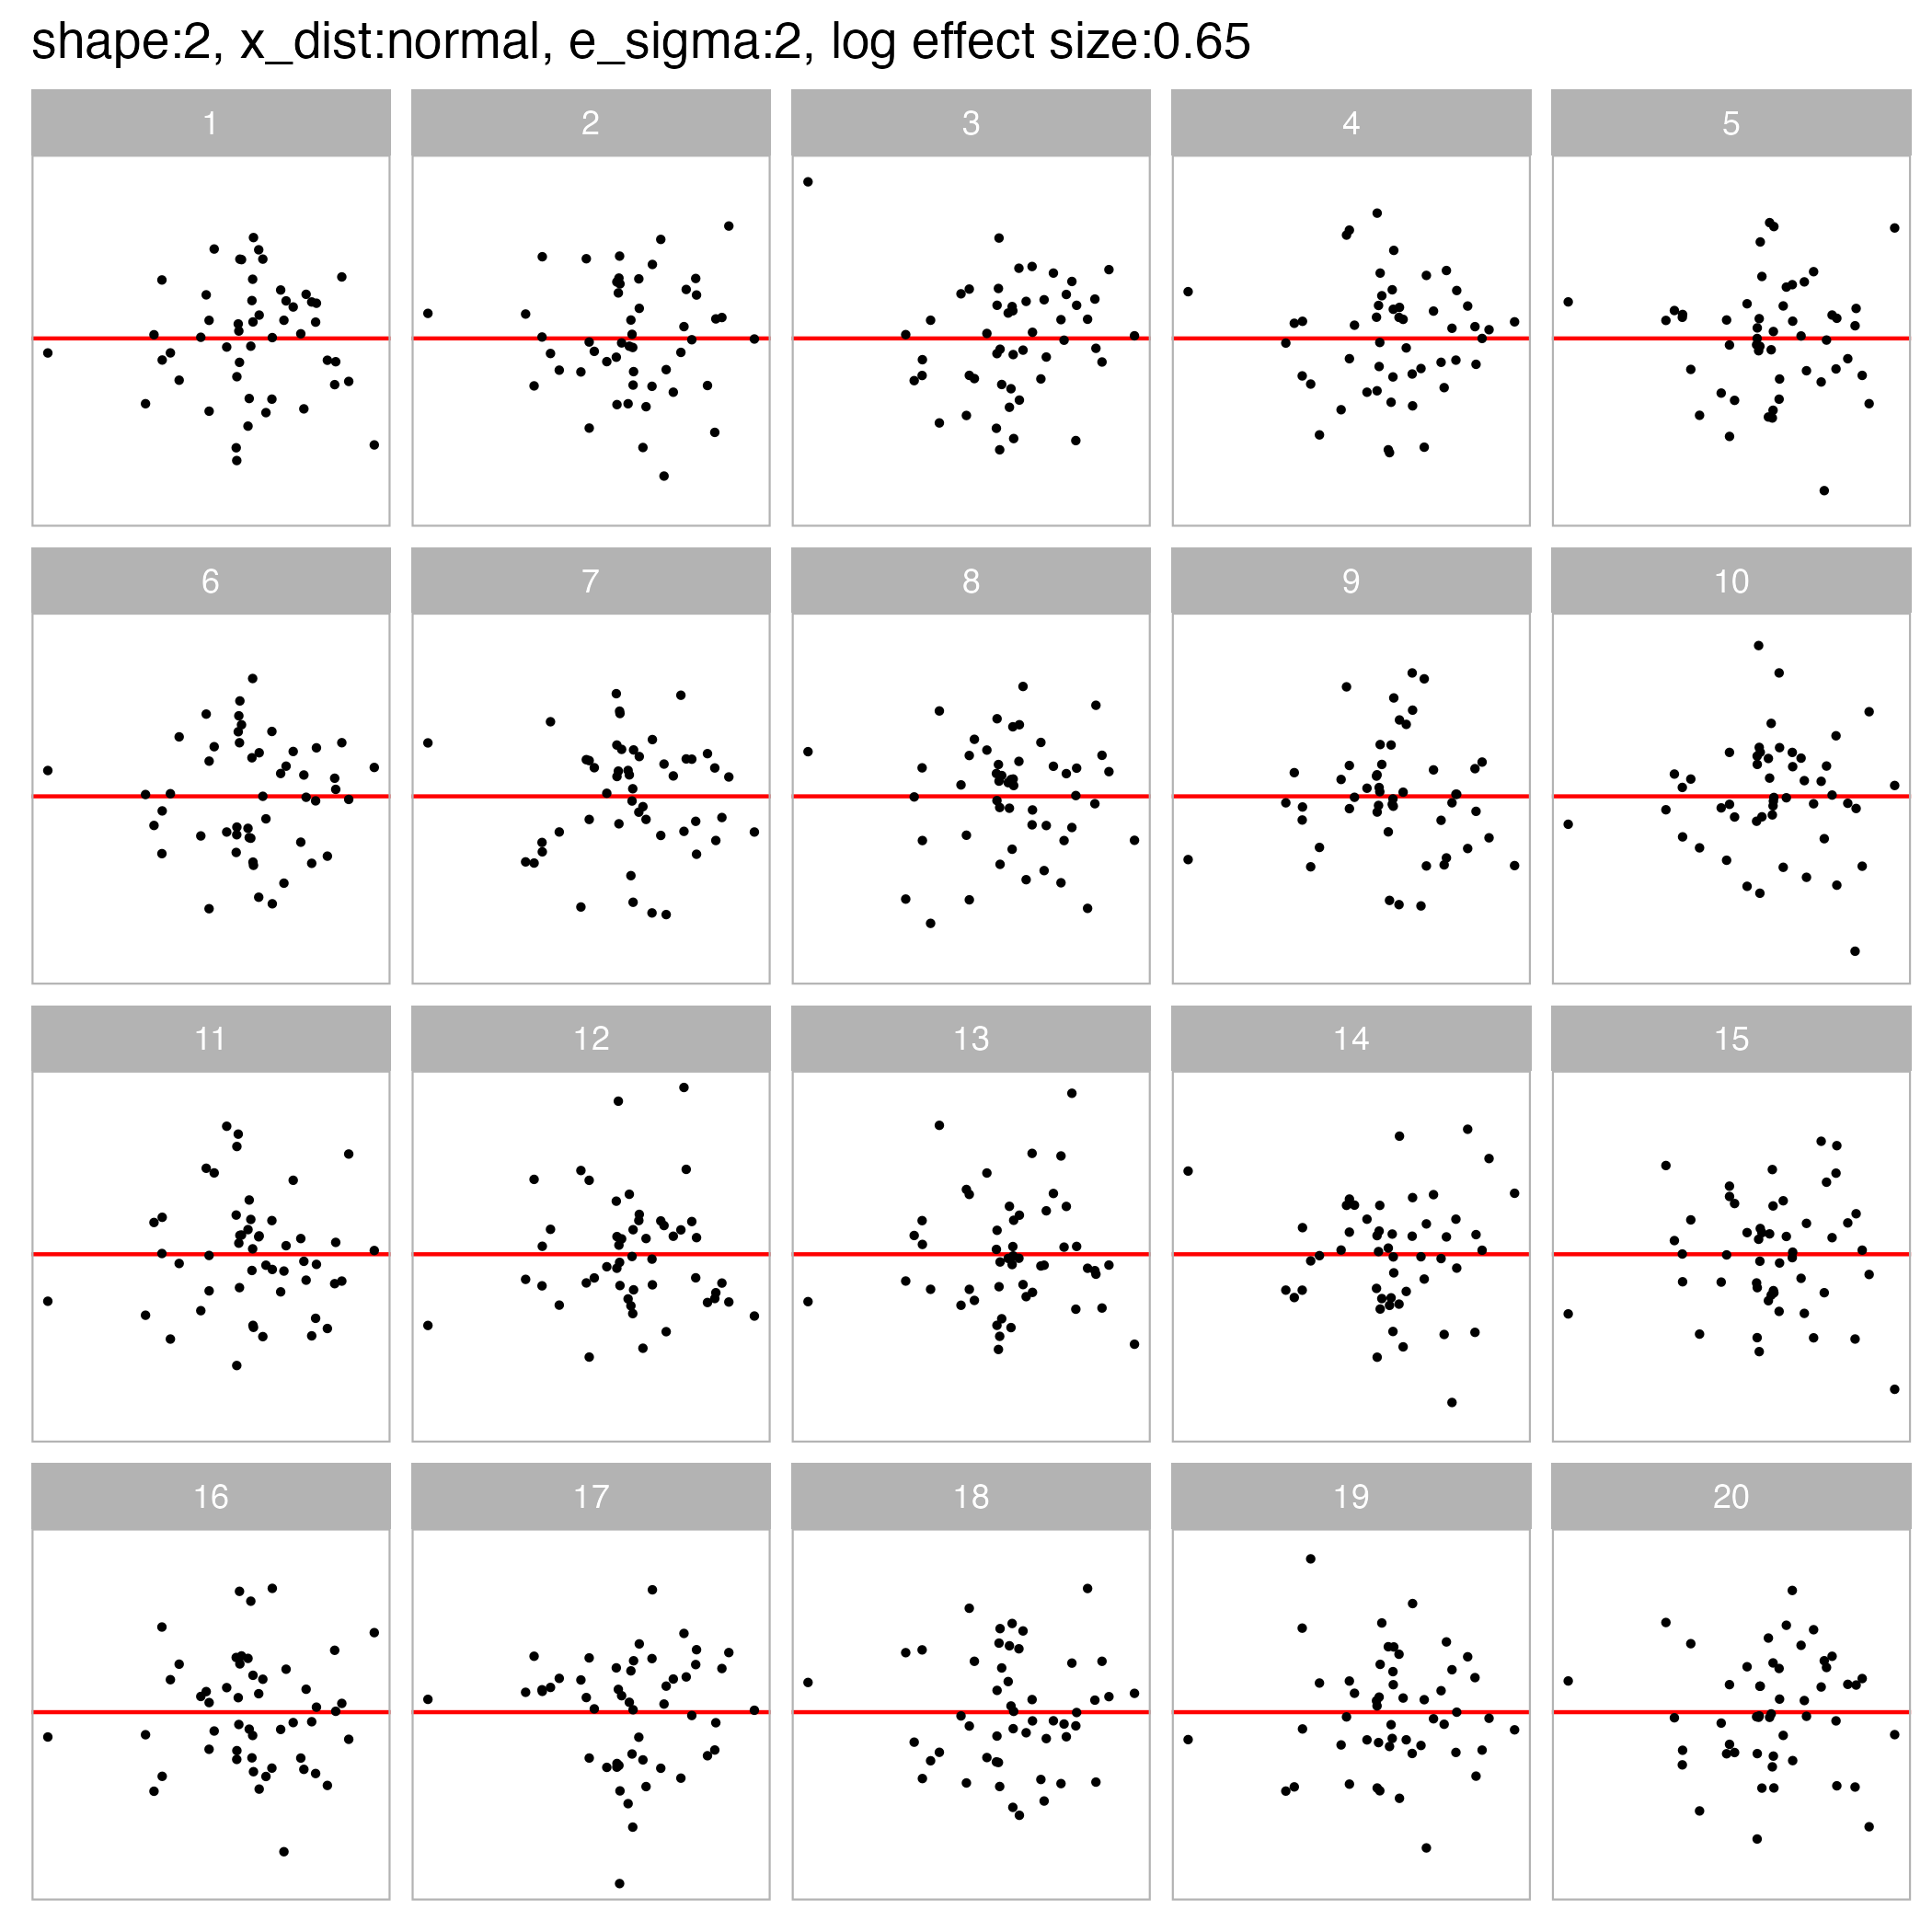 shape:2, x_dist:normal, e_sigma:2, log effect size:0.65
1 2 3 4 5
6 7 8 9 10
11 12 13 14 15
16 17 18 19 20